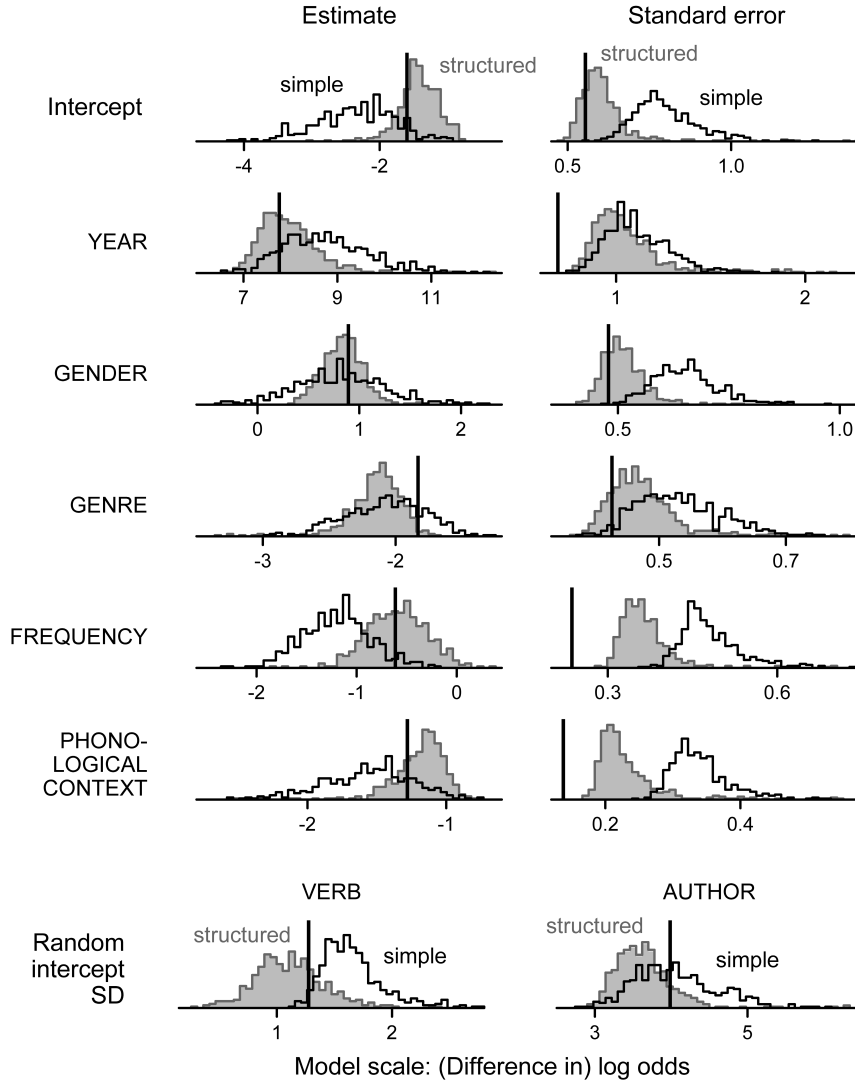 Estimate
Standard error
Intercept
simple
structured
structured
simple
-4 -2
0.5 1.0
YEAR
7 9 11
1 2
GENDER
0 1 2
0.5 1.0
GENRE
-3 -2
0.5 0.7
FREQUENCY
-2 -1 0
0.3 0.6
PHONO-
LOGICAL
CONTEXT
-2 -1
0.2 0.4
VERB
AUTHOR
Random
intercept
SD
structured
simple
structured
simple
1 2
3 5
Model scale: (Difference in) log odds